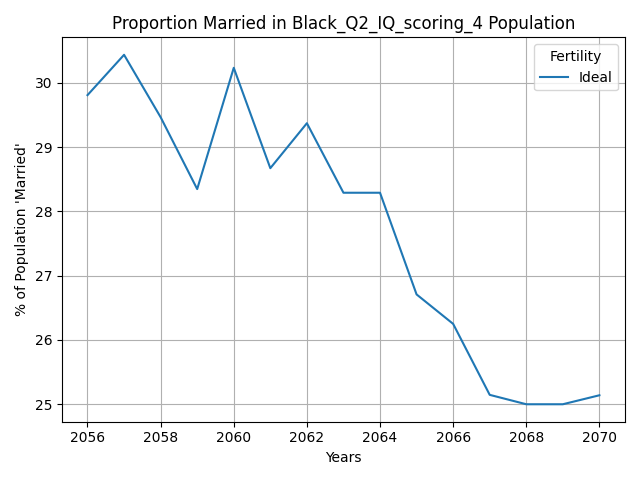 Proportion Married in Black_Q2_IQ_scoring_4 Population
Fertility
Ideal
% of Population 'Married'
30
29
28
27
26
25
2056
2058
2060
2062
2064
2066
2068
2070
Years